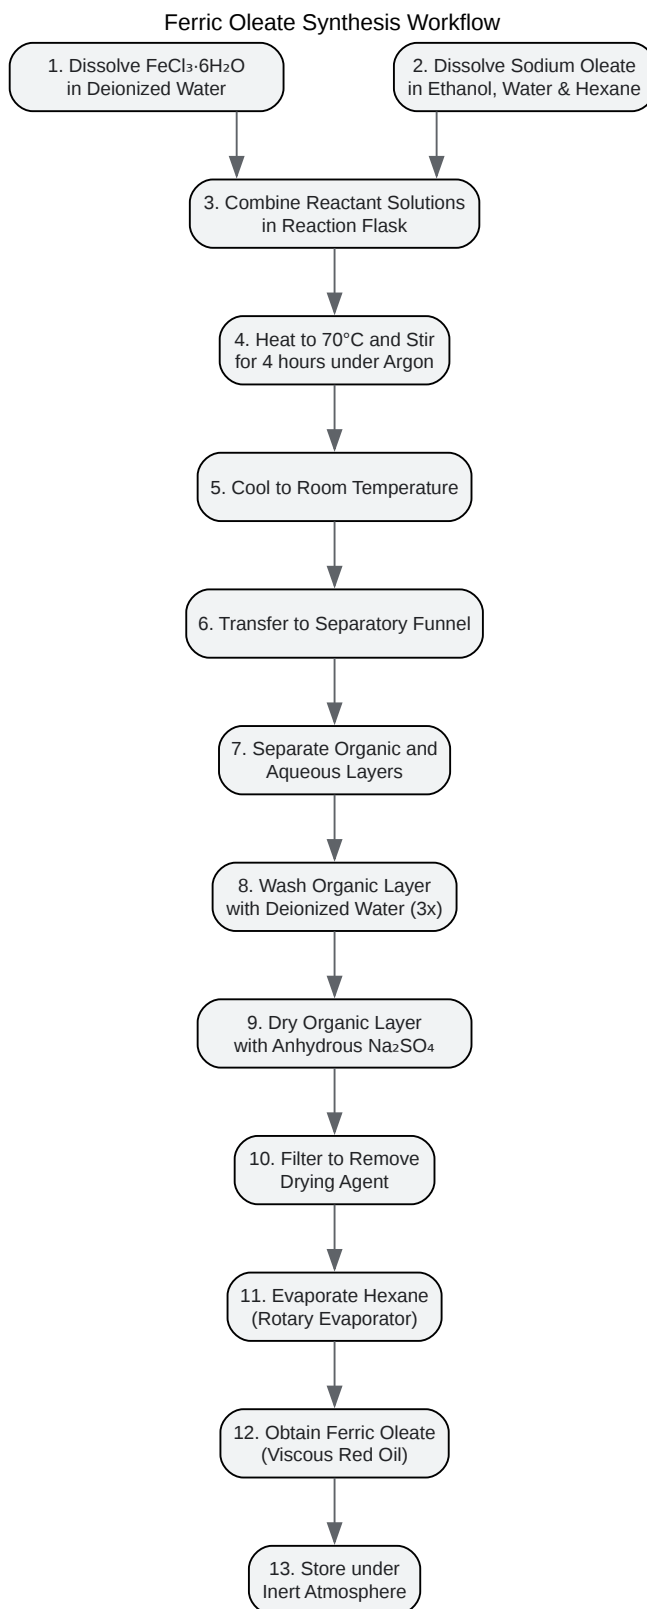 Ferric Oleate Synthesis Workflow
1. Dissolve FeCl₃·6H₂O
in Deionized Water
2. Dissolve Sodium Oleate
in Ethanol, Water & Hexane
3. Combine Reactant Solutions
in Reaction Flask
4. Heat to 70°C and Stir
for 4 hours under Argon
5. Cool to Room Temperature
6. Transfer to Separatory Funnel
7. Separate Organic and
Aqueous Layers
8. Wash Organic Layer
with Deionized Water (3x)
9. Dry Organic Layer
with Anhydrous Na₂SO₄
10. Filter to Remove
Drying Agent
11. Evaporate Hexane
(Rotary Evaporator)
12. Obtain Ferric Oleate
(Viscous Red Oil)
13. Store under
Inert Atmosphere